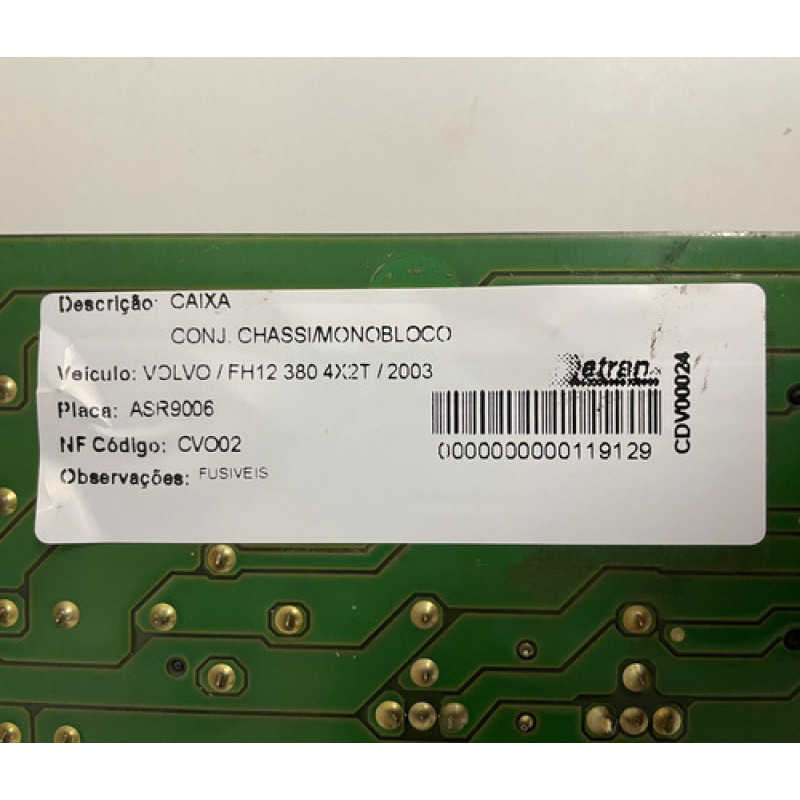 Descrição: CAIXA
CONJ. CHASSI/MONOBLOCO
Veículo: VOLVO / FH12 380 4X2T / 2003
Placa: ASR9006
NF Código: CVO02
Observações: FUSIVEIS
Detran
0000000000119129
CDV00024